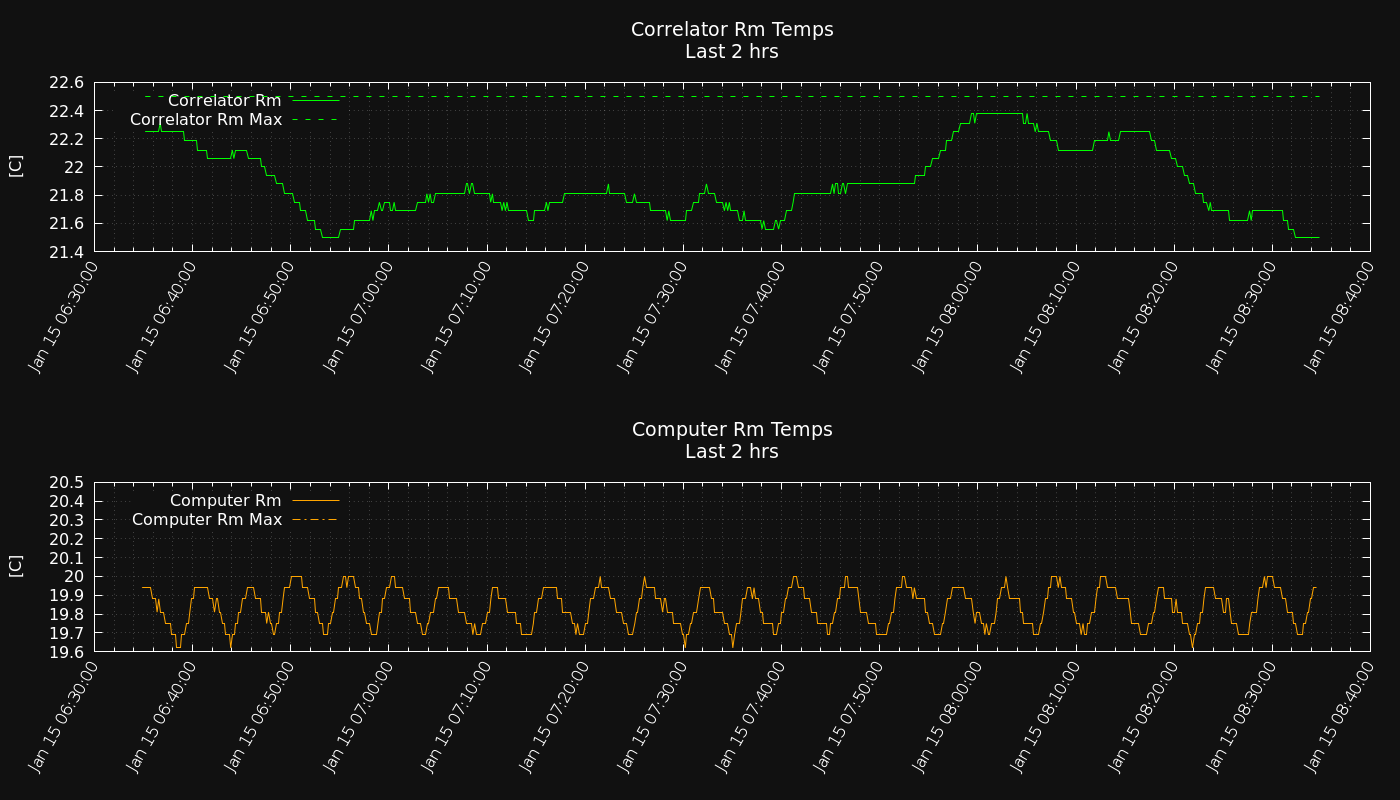 Correlator Rm Temps
Last 2 hrs
22.6
22.4
22.2
22
21.8
21.6
21.4
[C]
Correlator Rm
Correlator Rm Max
Jan 15 06:30:00
Jan 15 06:40:00
Jan 15 06:50:00
Jan 15 07:00:00
Jan 15 07:10:00
Jan 15 07:20:00
Jan 15 07:30:00
Jan 15 07:40:00
Jan 15 07:50:00
Jan 15 08:00:00
Jan 15 08:10:00
Jan 15 08:20:00
Jan 15 08:30:00
Jan 15 08:40:00
Computer Rm Temps
Last 2 hrs
20.5
20.4
20.3
20.2
20.1
20
19.9
19.8
19.7
19.6
[C]
Computer Rm
Computer Rm Max
Jan 15 06:30:00
Jan 15 06:40:00
Jan 15 06:50:00
Jan 15 07:00:00
Jan 15 07:10:00
Jan 15 07:20:00
Jan 15 07:30:00
Jan 15 07:40:00
Jan 15 07:50:00
Jan 15 08:00:00
Jan 15 08:10:00
Jan 15 08:20:00
Jan 15 08:30:00
Jan 15 08:40:00